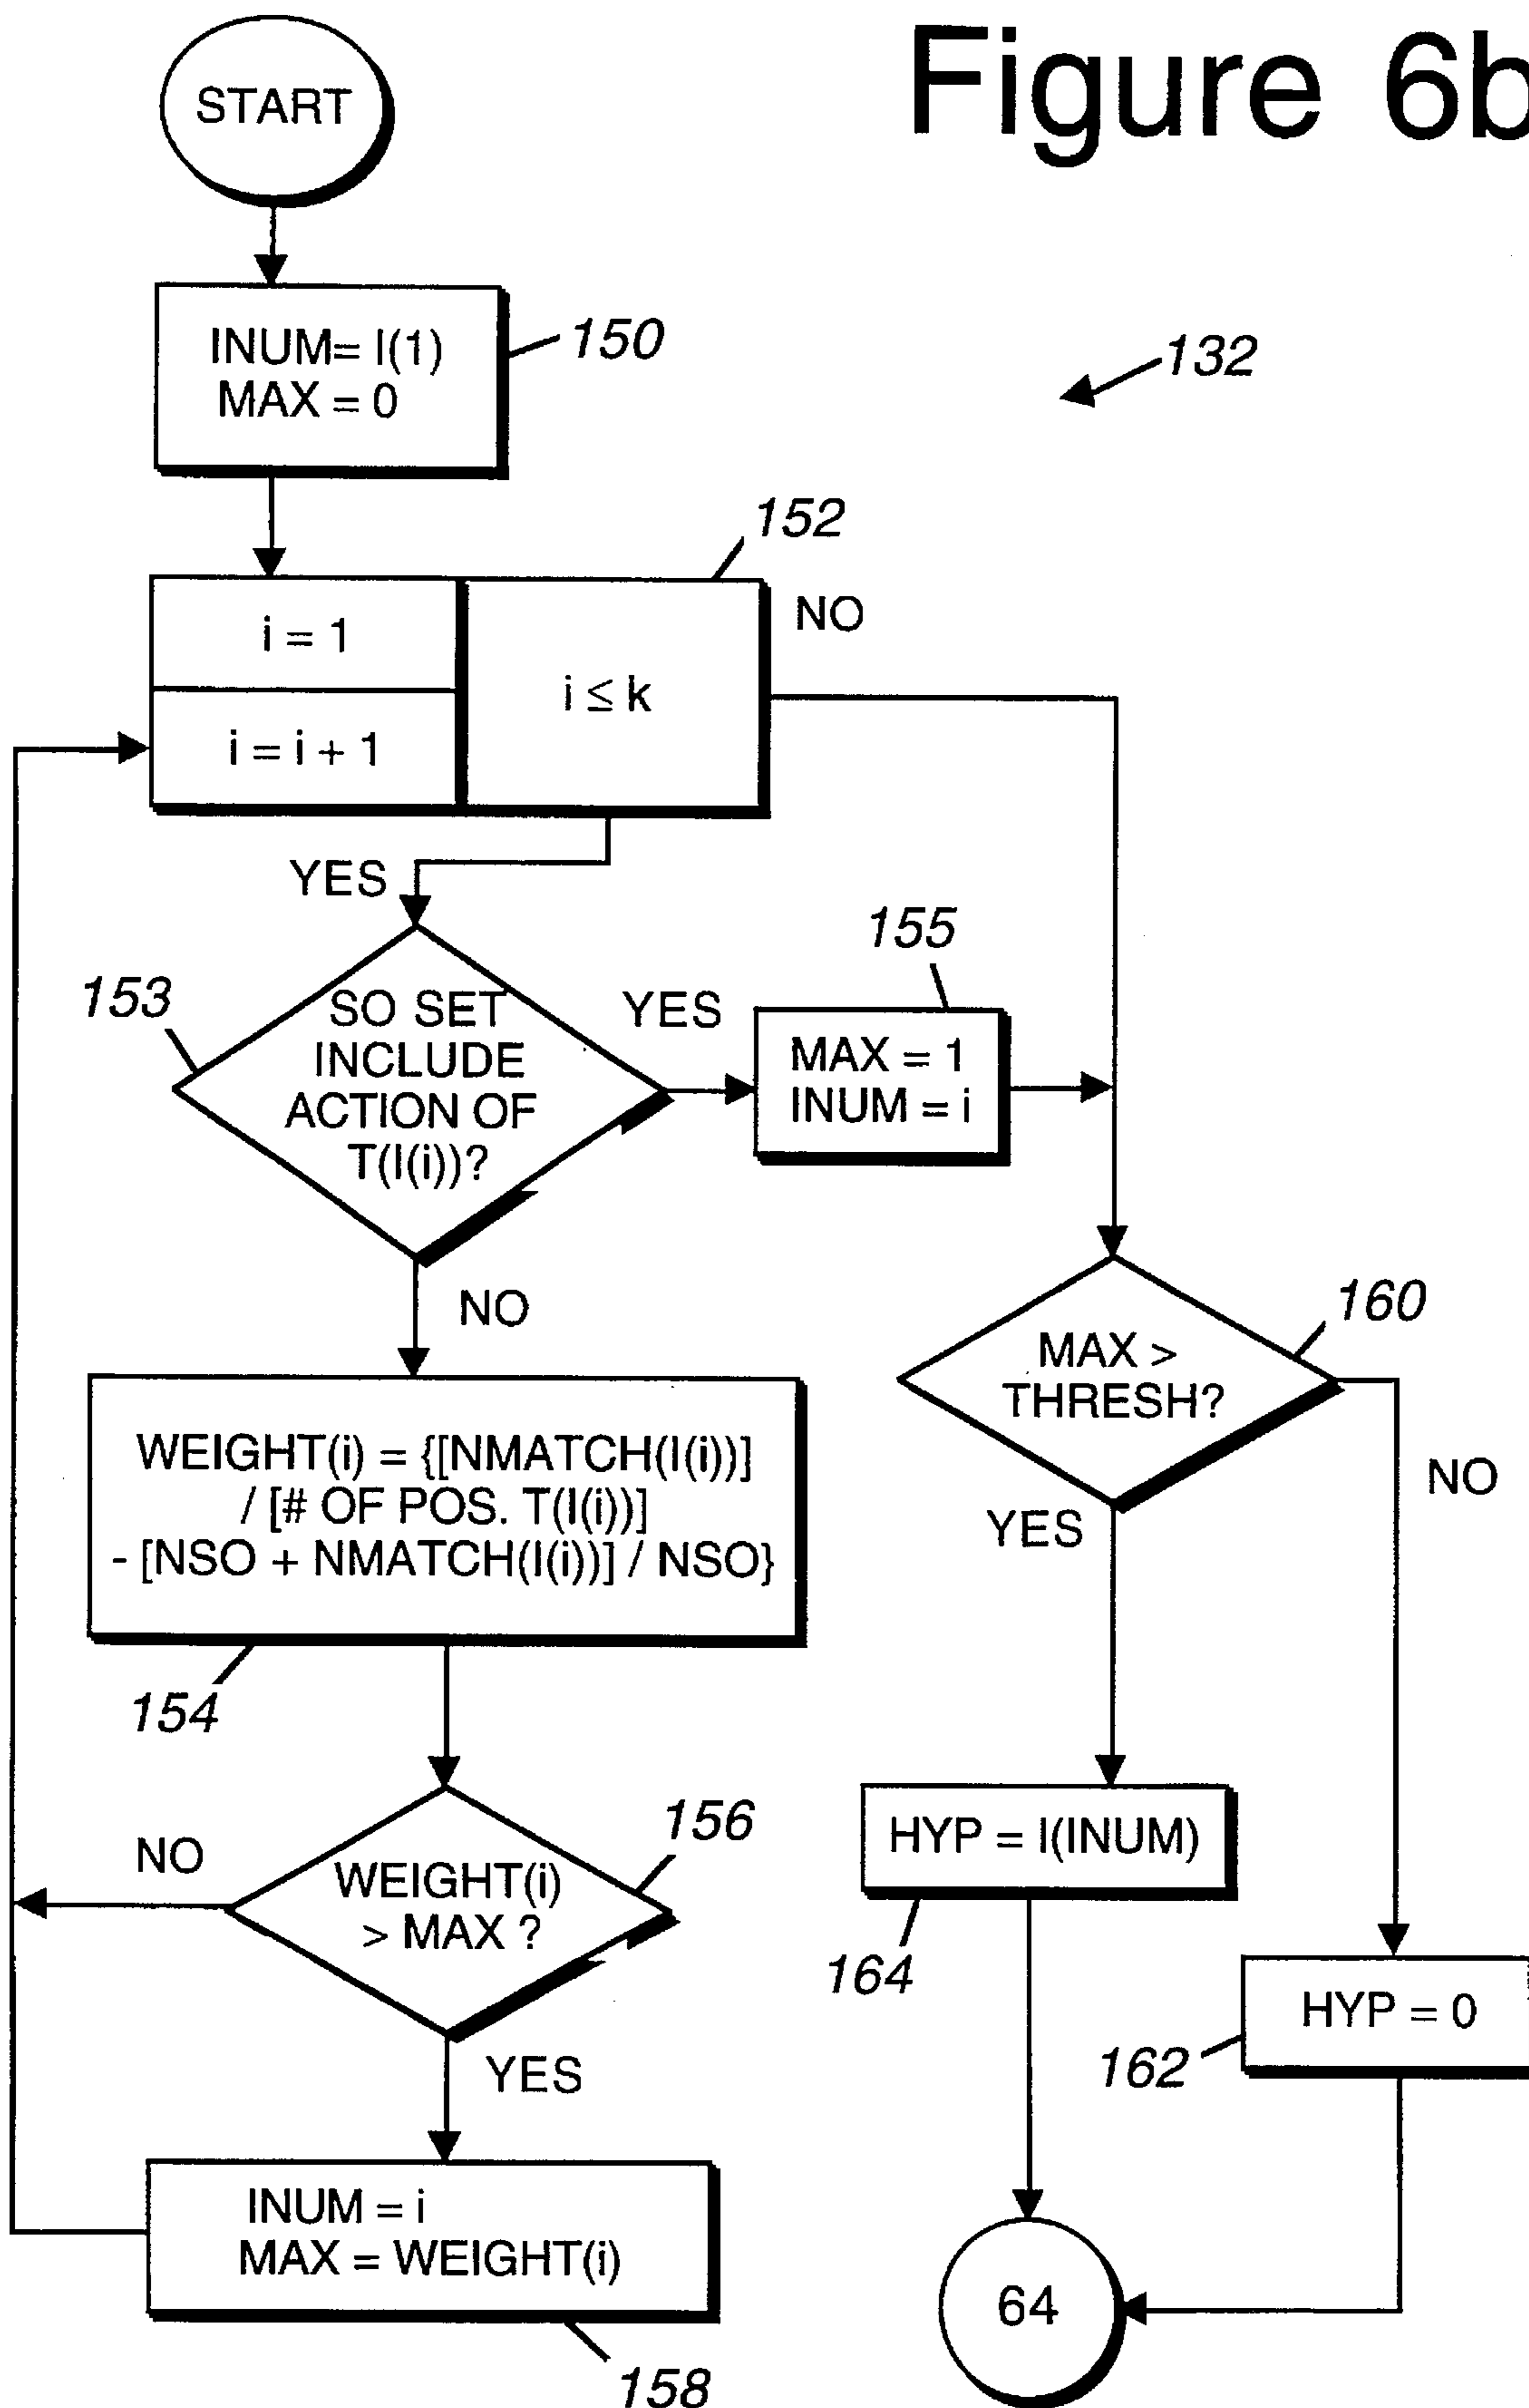 Figure 6b
START
INUM= I(1)
MAX = 0
150
132
152
i = 1
i = i + 1
i ≤ k
NO
YES
153
SO SET
INCLUDE
ACTION OF
T(I(i))?
YES
155
MAX = 1
INUM = i
NO
160
MAX >
THRESH?
NO
YES
WEIGHT(i) = {[NMATCH(I(i))]
/ [# OF POS. T(I(i))]
- [NSO + NMATCH(I(i))] / NSO}
154
156
NO
WEIGHT(i)
> MAX ?
YES
HYP = I(INUM)
164
HYP = 0
162
INUM = i
MAX = WEIGHT(i)
158
64